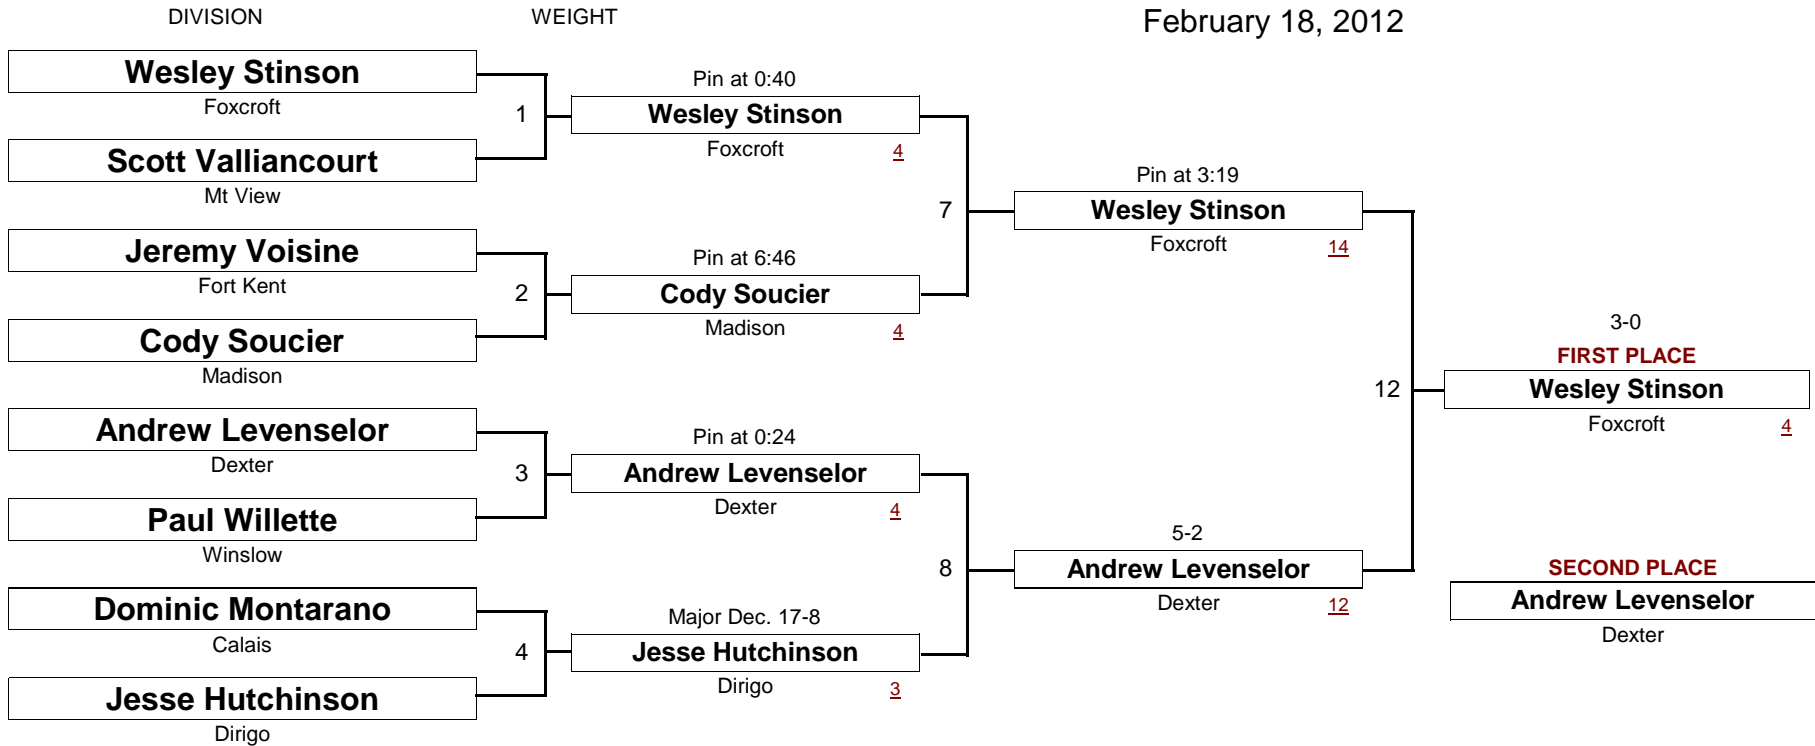 DIVISION
WEIGHT
February 18, 2012
Wesley Stinson
Foxcroft
1
Scott Valliancourt
Mt View
Jeremy Voisine
Fort Kent
2
Cody Soucier
Madison
Andrew Levenselor
Dexter
3
Paul Willette
Winslow
Dominic Montarano
Calais
4
Jesse Hutchinson
Dirigo
Pin at 0:40
Wesley Stinson
Foxcroft
4
7
Pin at 6:46
Cody Soucier
Madison
4
Pin at 0:24
Andrew Levenselor
Dexter
4
8
Major Dec. 17-8
Jesse Hutchinson
Dirigo
3
Pin at 3:19
Wesley Stinson
Foxcroft
14
12
5-2
Andrew Levenselor
Dexter
12
3-0
FIRST PLACE
Wesley Stinson
Foxcroft
4
SECOND PLACE
Andrew Levenselor
Dexter